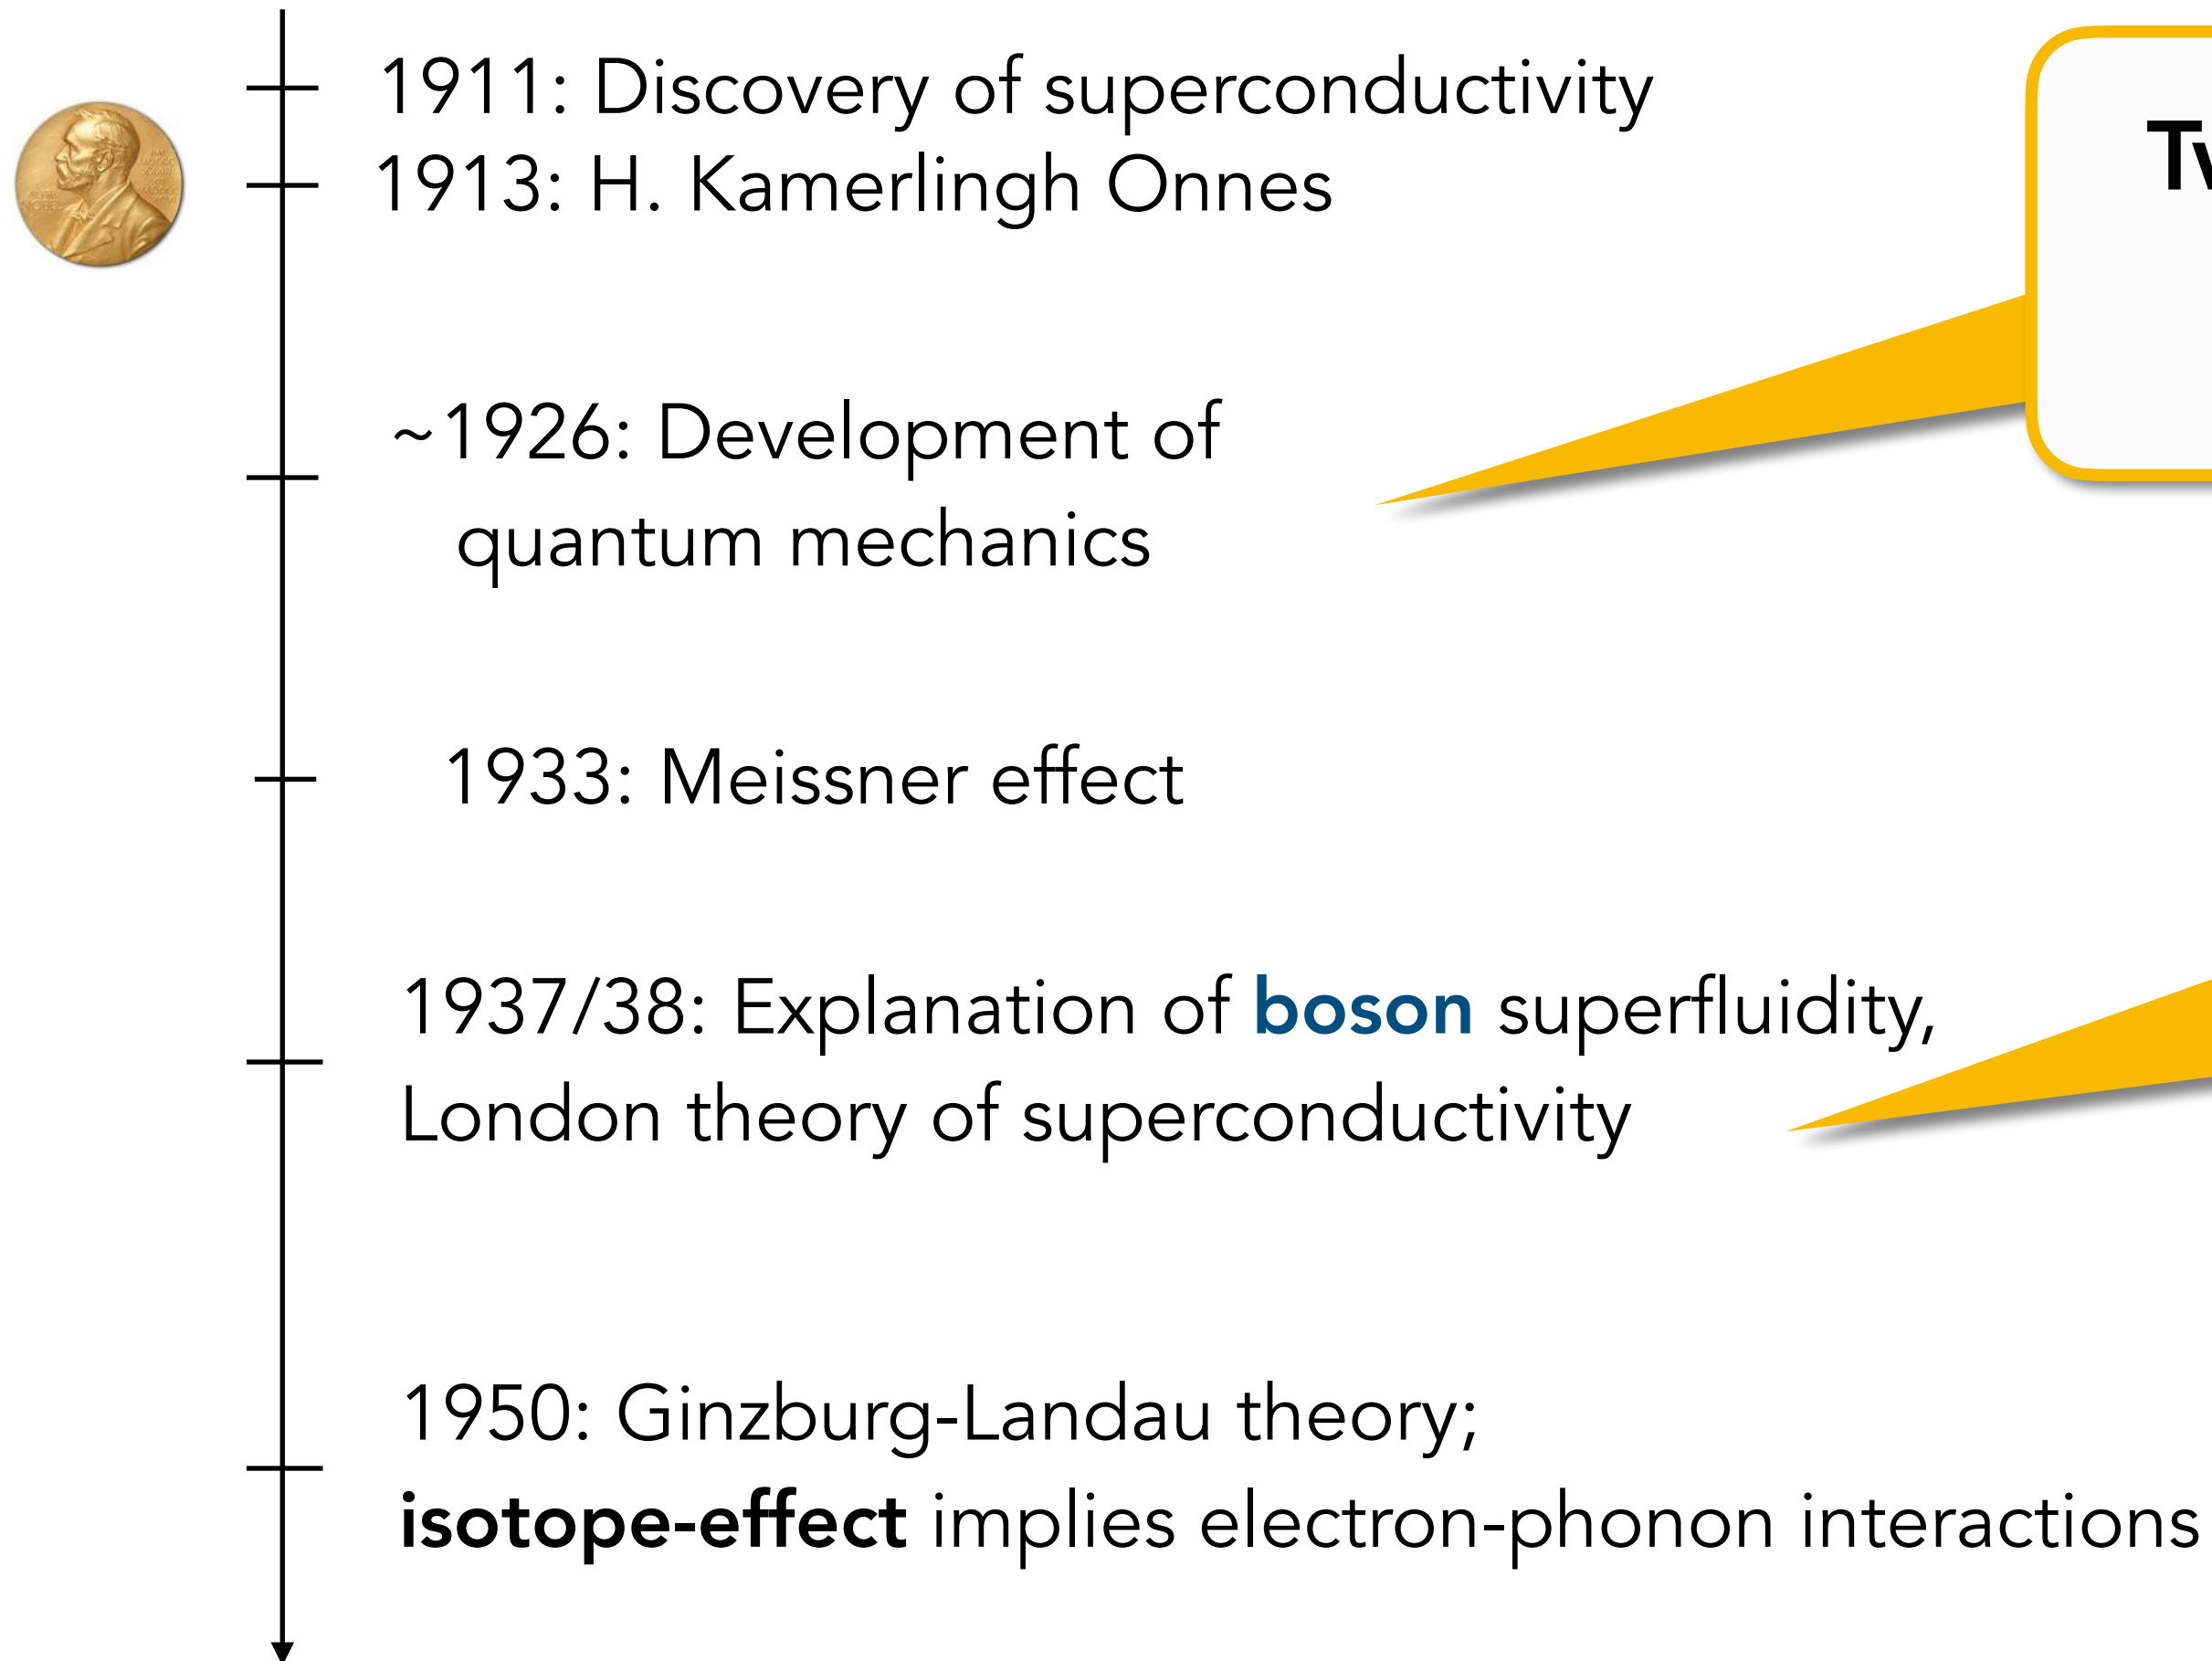 1911: Discovery of superconductivity
1913: H. Kamerlingh Onnes
~1926: Development of
quantum mechanics
1933: Meissner effect
1937/38: Explanation of boson superfluidity,
London theory of superconductivity
1950: Ginzburg-Landau theory;
isotope-effect implies electron-phonon interactions